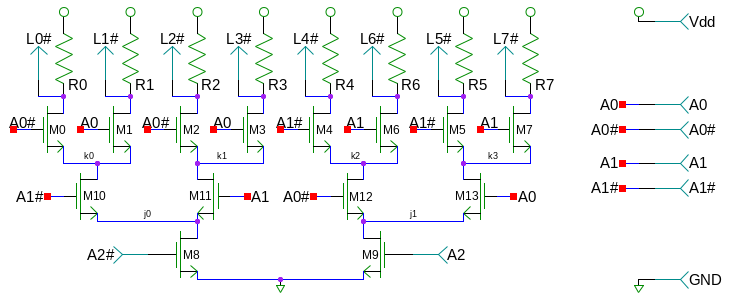 L0# L1# L2# L3# L4# L6# L5# L7# Vdd
R0 R1 R2 R3 R4 R6 R5 R7
A0 A0
A0# M0 A0 M1 A0# M2 A0 M3 A1# M4 A1 M6 A1# M5 A1 M7 A0# A0#
k0 k1 k2 k3 A1 A1
A1# M10 M11 A1 A0# M12 M13 A0 A1# A1#
j0 j1
A2# M8 M9 A2
GND